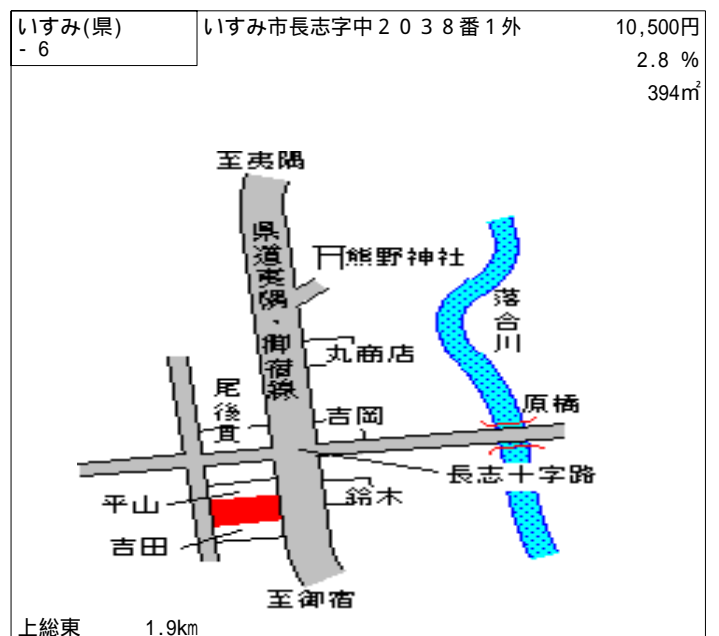 いすみ(県)
- 6
いすみ市長志字中２０３８番１外
10,500円
2.8 %
394㎡
至夷隅
県道夷隅・御宿線
熊野神社
落合川
丸商店
尾後貫
吉岡
原橋
長志十字路
平山
鈴木
吉田
至御宿
上総東 1.9km